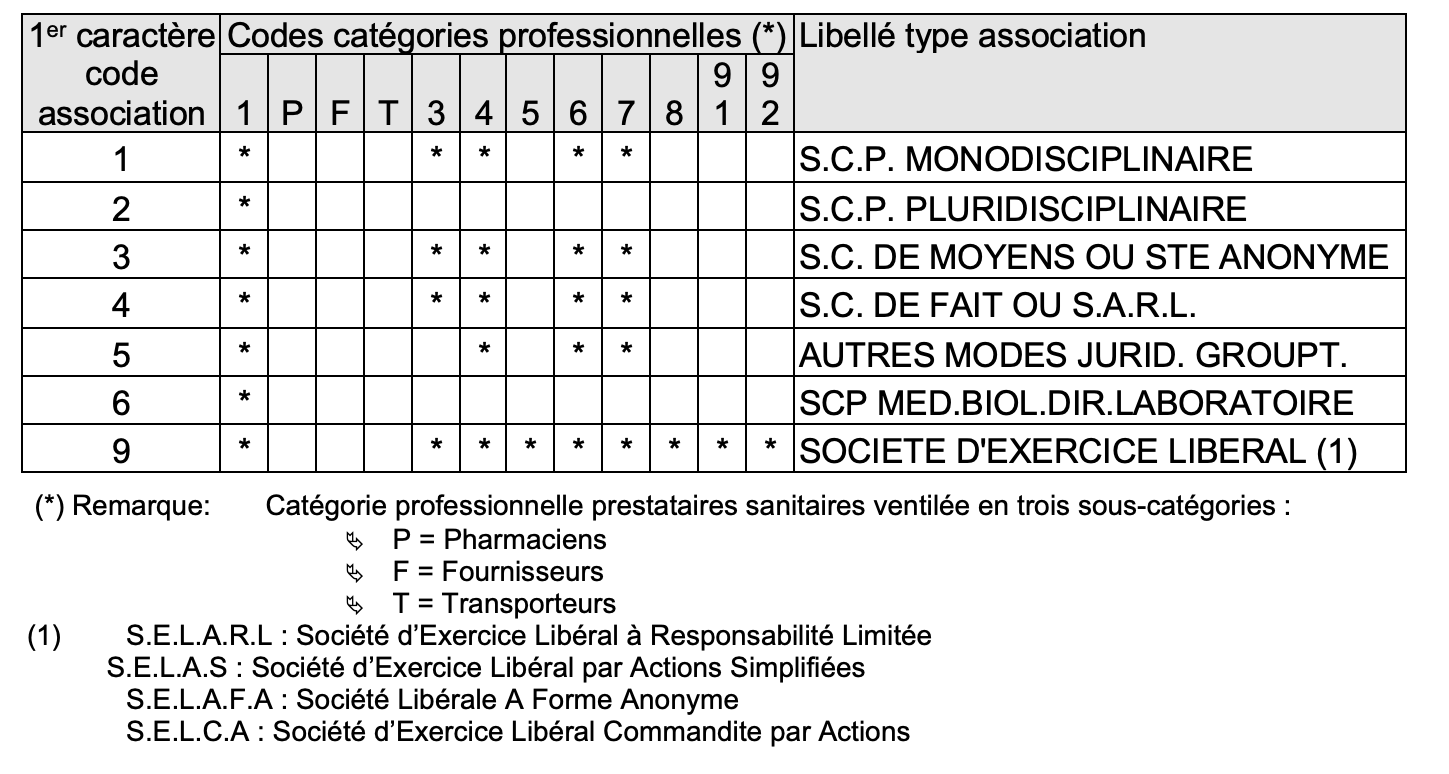 1er caractère code association Codes catégories professionnelles (*) Libellé type association
1 P F T 3 4 5 6 7 8 91 92
1 * * * * * S.C.P. MONODISCIPLINAIRE
2 * S.C.P. PLURIDISCIPLINAIRE
3 * * * * * S.C. DE MOYENS OU STE ANONYME
4 * * * * * S.C. DE FAIT OU S.A.R.L.
5 * * * * AUTRES MODES JURID. GROUPT.
6 * SCP MED.BIOL.DIR.LABORATOIRE
9 * * * * * * * * * SOCIETE D'EXERCICE LIBERAL (1)
(*) Remarque: Catégorie professionnelle prestataires sanitaires ventilée en trois sous-catégories :
P = Pharmaciens
F = Fournisseurs
T = Transporteurs
(1) S.E.L.A.R.L : Société d’Exercice Libéral à Responsabilité Limitée
S.E.L.A.S : Société d’Exercice Libéral par Actions Simplifiées
S.E.L.A.F.A : Société Libérale A Forme Anonyme
S.E.L.C.A : Société d’Exercice Libéral Commandite par Actions